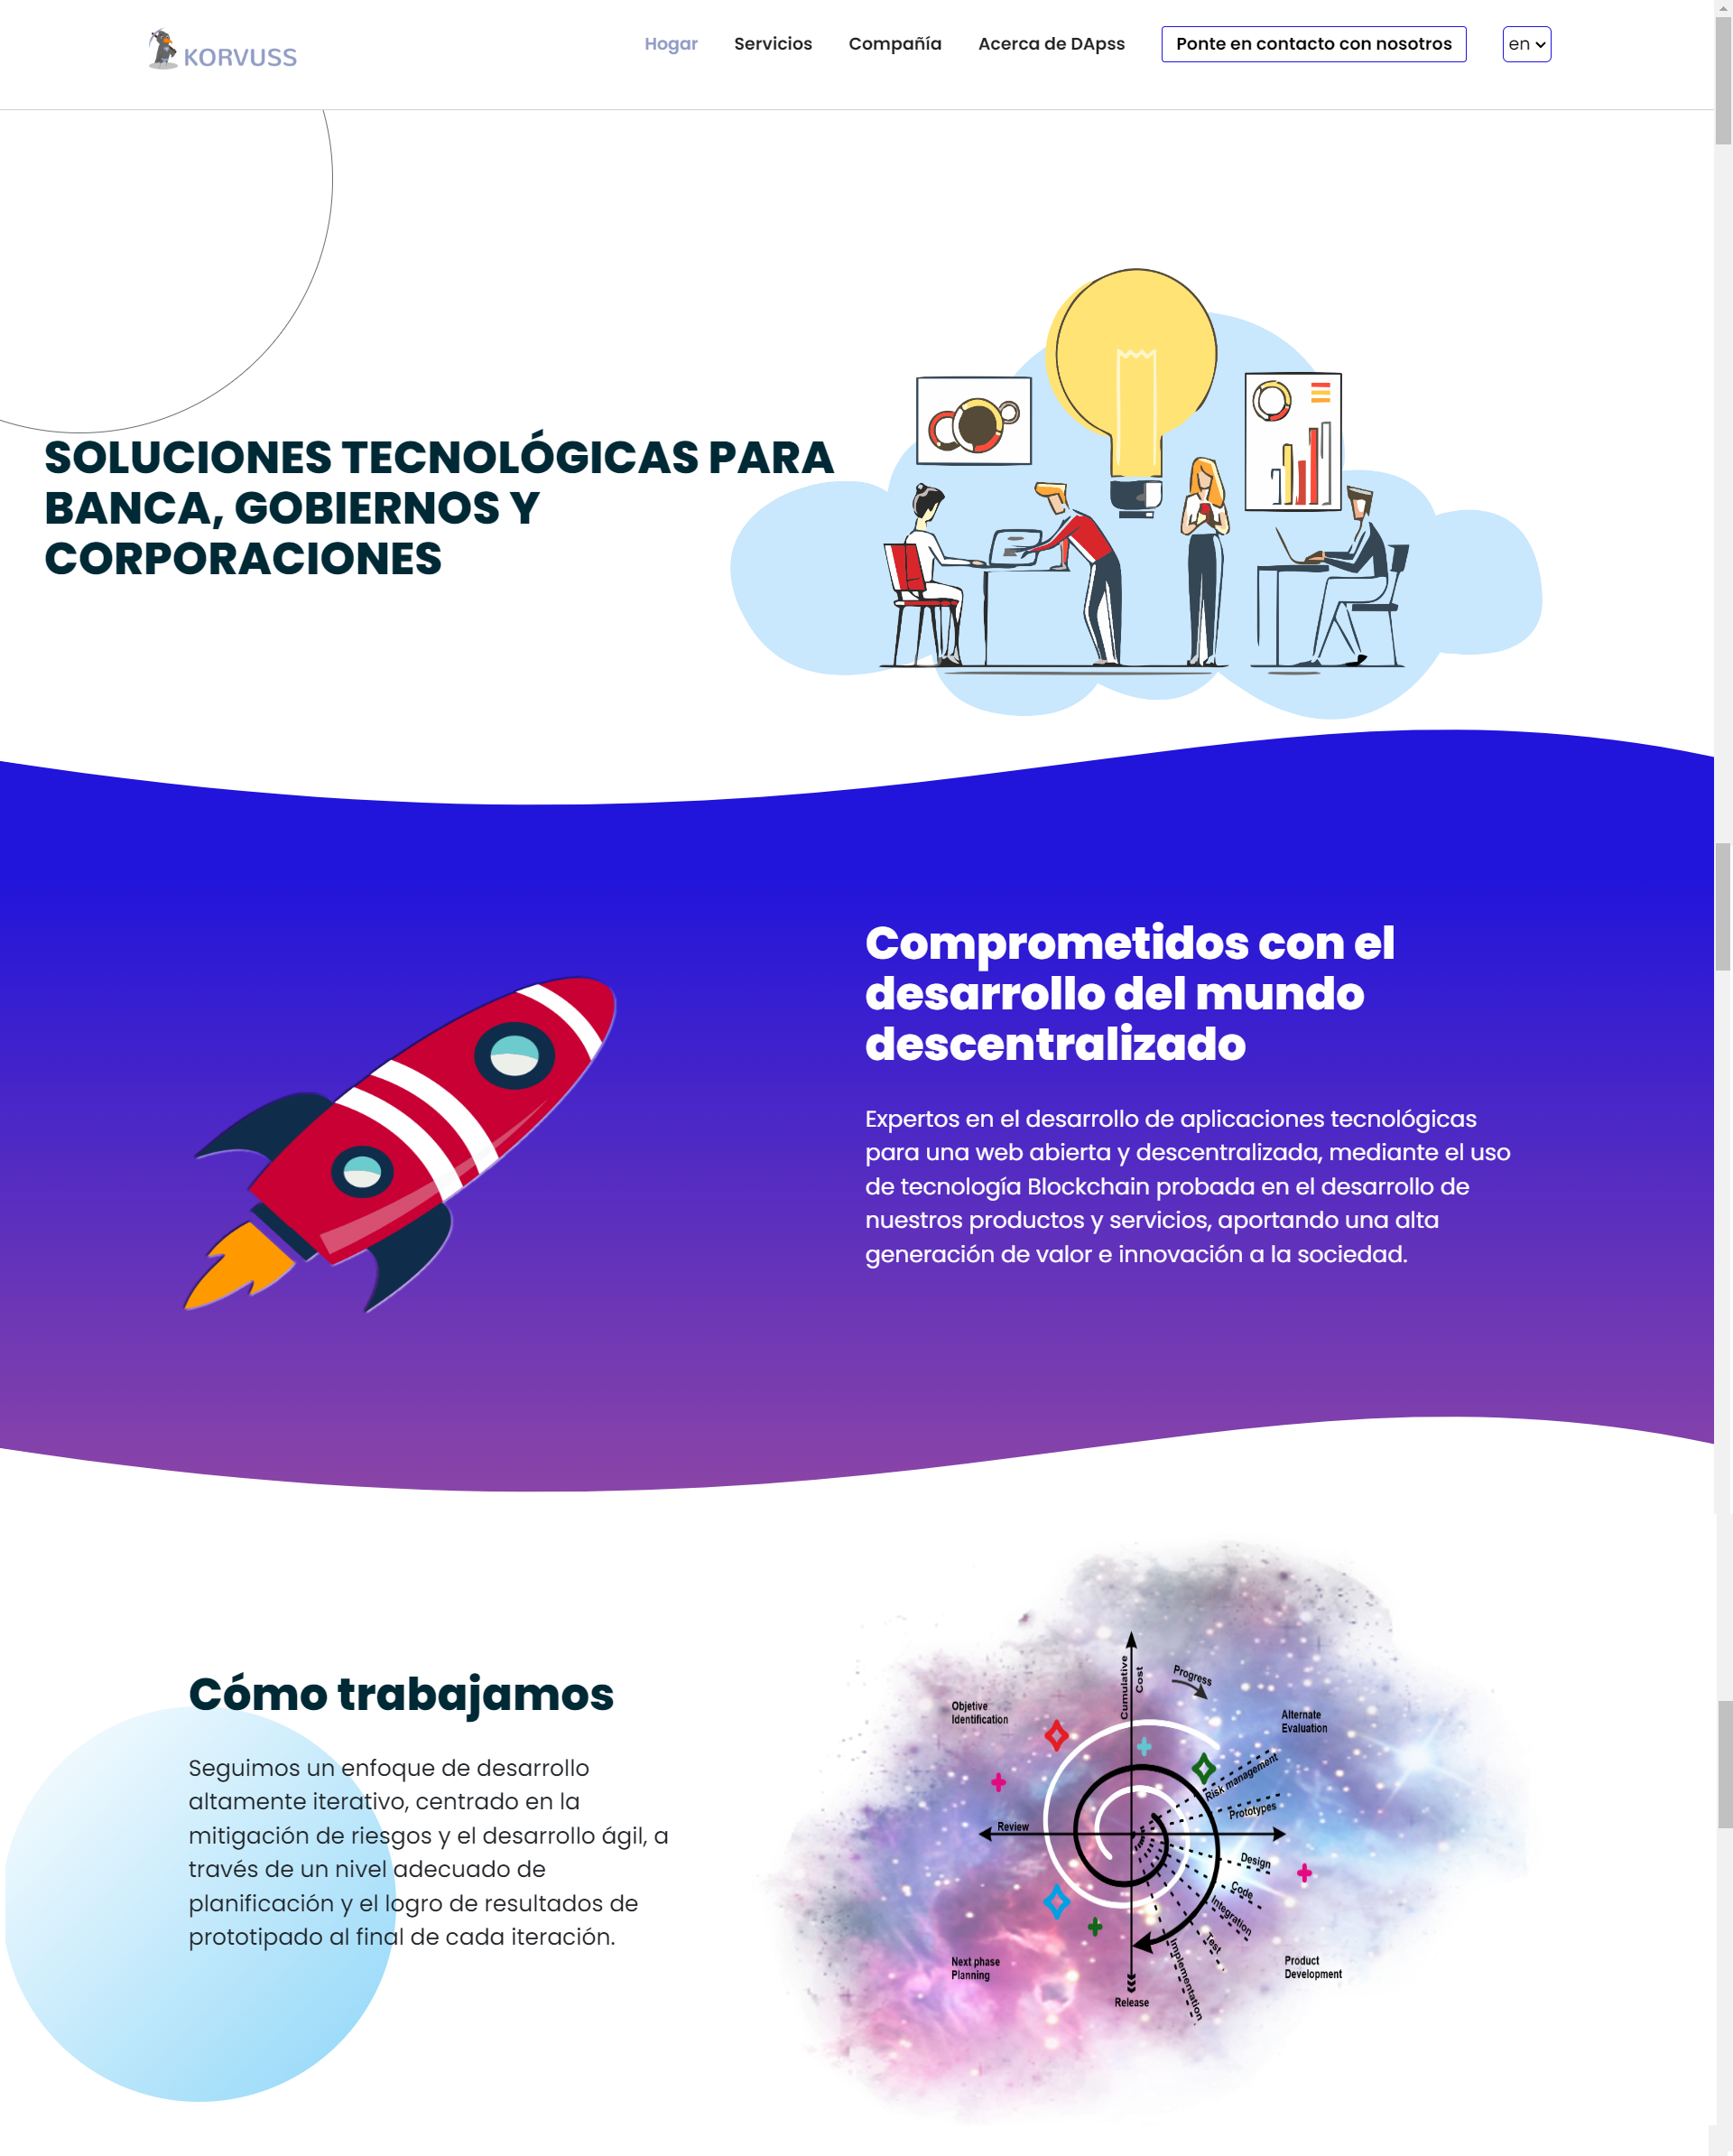 KORVUSS
Hogar
Servicios
Compañía
Acerca de DApss
Ponte en contacto con nosotros
en
SOLUCIONES TECNOLÓGICAS PARA
BANCA, GOBIERNOS Y
CORPORACIONES
Comprometidos con el
desarrollo del mundo
descentralizado
Expertos en el desarrollo de aplicaciones tecnológicas
para una web abierta y descentralizada, mediante el uso
de tecnología Blockchain probada en el desarrollo de
nuestros productos y servicios, aportando una alta
generación de valor e innovación a la sociedad.
Cómo trabajamos
Seguimos un enfoque de desarrollo
altamente iterativo, centrado en la
mitigación de riesgos y el desarrollo ágil, a
través de un nivel adecuado de
planificación y el logro de resultados de
prototipado al final de cada iteración.
Cumulative
Cost
Progress
Objetive
Identification
Alternate
Evaluation
Risk management
Prototypes
Review
Design
Code
Integration
Test
Implementation
Next phase
Planning
Product
Development
Release